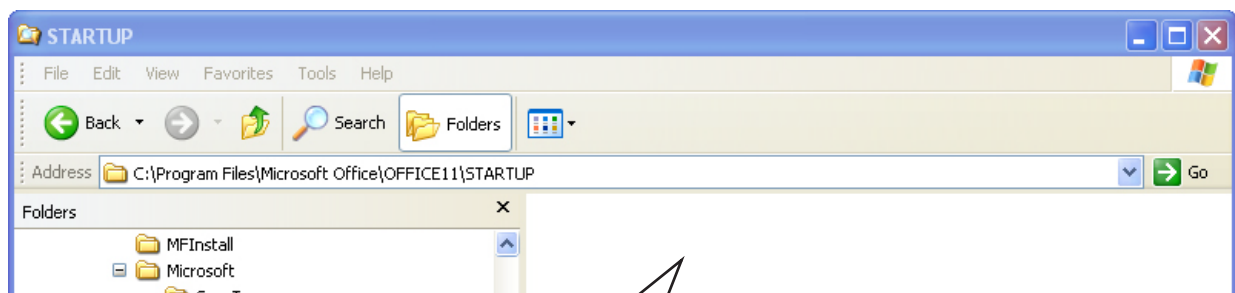 STARTUP
File Edit View Favorites Tools Help
Back Search Folders
Address C:\Program Files\Microsoft Office\OFFICE11\STARTUP Go
Folders
MFInstall
Microsoft